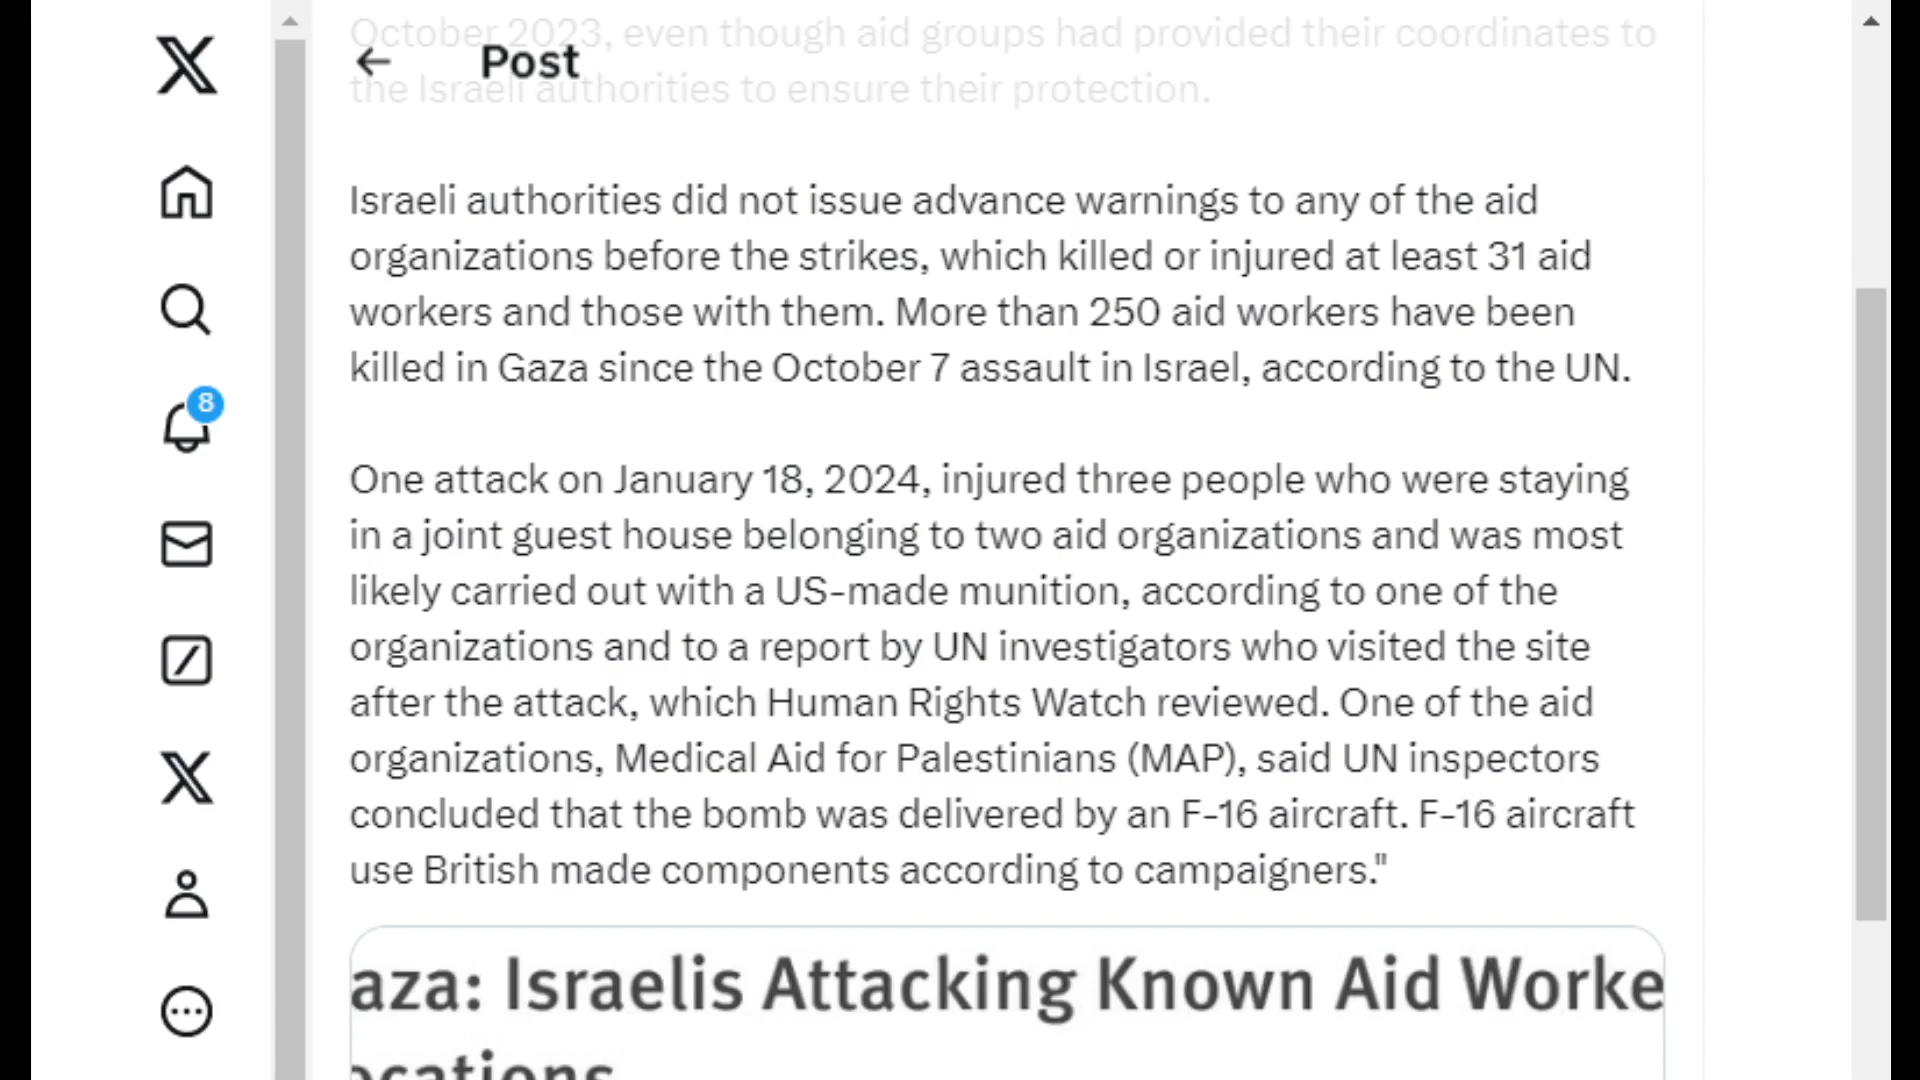 October 2023, even though aid groups had provided their coordinates to
Post
the Israeli authorities to ensure their protection.
Israeli authorities did not issue advance warnings to any of the aid
organizations before the strikes, which killed or injured at least 31 aid
workers and those with them. More than 250 aid workers have been
killed in Gaza since the October 7 assault in Israel, according to the UN.
8
One attack on January 18, 2024, injured three people who were staying
in a joint guest house belonging to two aid organizations and was most
likely carried out with a US-made munition, according to one of the
organizations and to a report by UN investigators who visited the site
after the attack, which Human Rights Watch reviewed. One of the aid
organizations, Medical Aid for Palestinians (MAP), said UN inspectors
concluded that the bomb was delivered by an F-16 aircraft. F-16 aircraft
use British made components according to campaigners."
aza: Israelis Attacking Known Aid Worke
ocations